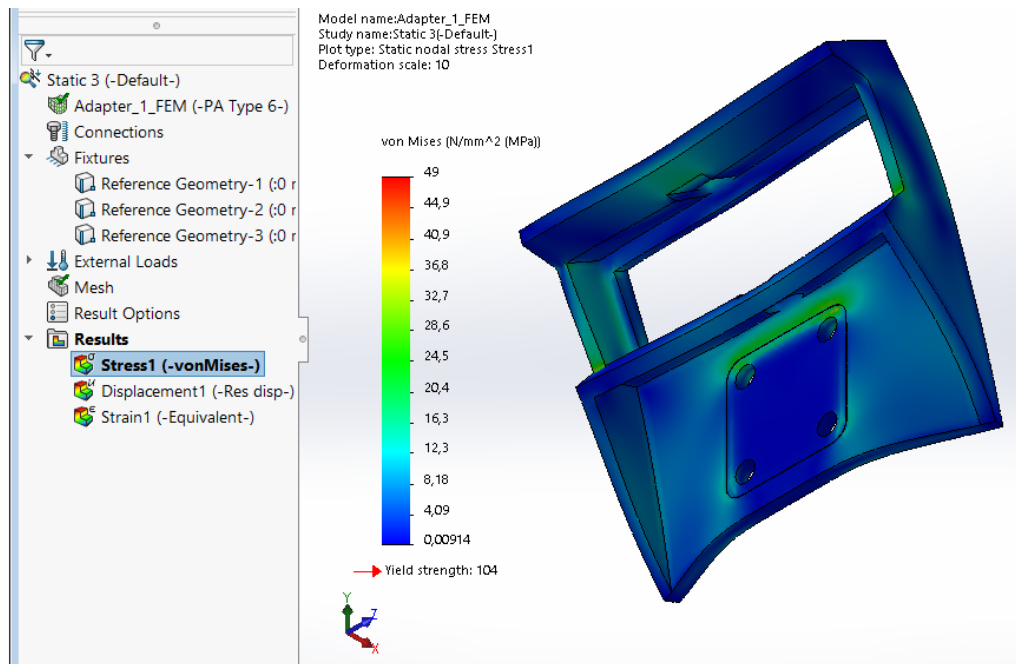 Static 3 (-Default-)
Adapter_1_FEM (-PA Type 6-)
Connections
Fixtures
Reference Geometry-1 (:0 r
Reference Geometry-2 (:0 r
Reference Geometry-3 (:0 r
External Loads
Mesh
Result Options
Results
Stress1 (-vonMises-)
Displacement1 (-Res disp-)
Strain1 (-Equivalent-)
Model name:Adapter_1_FEM
Study name:Static 3(-Default-)
Plot type: Static nodal stress Stress1
Deformation scale: 10
von Mises (N/mm^2 (MPa))
49
44,9
40,9
36,8
32,7
28,6
24,5
20,4
16,3
12,3
8,18
4,09
0,00914
Yield strength: 104
Y
Z
X